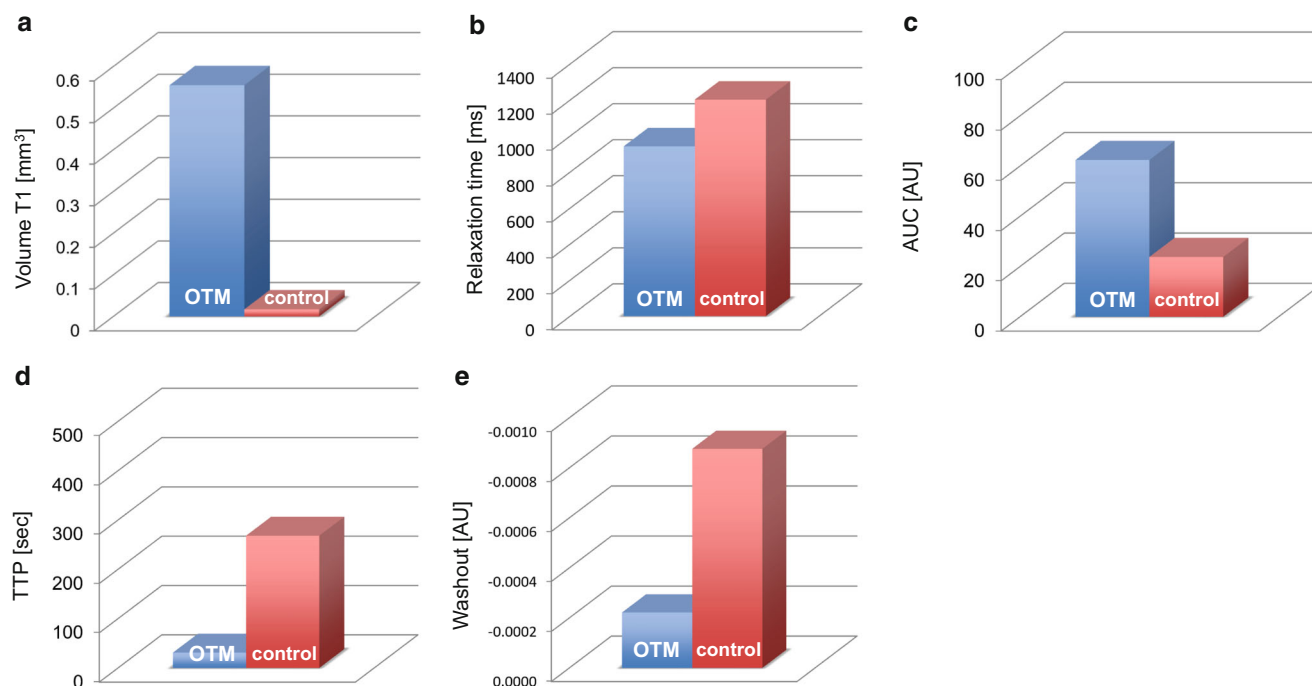 a
Volume T1 [mm³]
0.6
0.5
0.4
0.3
0.2
0.1
0
OTM
control
b
Relaxation time [ms]
1400
1200
1000
800
600
400
200
0
OTM
control
c
AUC [AU]
100
80
60
40
20
0
OTM
control
d
TTP [sec]
500
400
300
200
100
0
OTM
control
e
Washout [AU]
-0.0010
-0.0008
-0.0006
-0.0004
-0.0002
0.0000
OTM
control